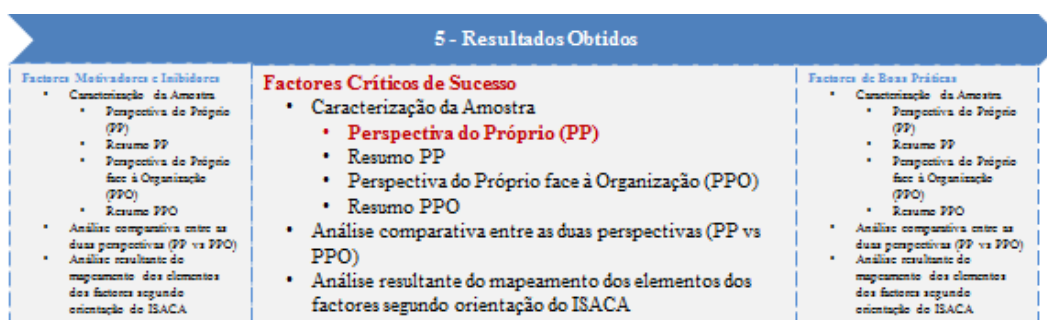 5 - Resultados Obtidos
Factores Motivadores e Inibidores
• Caracterização da Amostra
• Perspectiva do Próprio
(PP)
• Resumo PP
• Perspectiva do Próprio
face à Organização
(PPO)
• Resumo PPO
• Análise comparativa entre as
duas perspectivas (PP vs PPO)
• Análise resultante do
mapeamento dos elementos
dos factores segundo
orientação do ISACA
Factores Críticos de Sucesso
• Caracterização da Amostra
• Perspectiva do Próprio (PP)
• Resumo PP
• Perspectiva do Próprio face à Organização (PPO)
• Resumo PPO
• Análise comparativa entre as duas perspectivas (PP vs
PPO)
• Análise resultante do mapeamento dos elementos dos
factores segundo orientação do ISACA
Factores de Boas Práticas
• Caracterização da Amostra
• Perspectiva do Próprio
(PP)
• Resumo PP
• Perspectiva do Próprio
face à Organização
(PPO)
• Resumo PPO
• Análise comparativa entre as
duas perspectivas (PP vs PPO)
• Análise resultante do
mapeamento dos elementos
dos factores segundo
orientação do ISACA